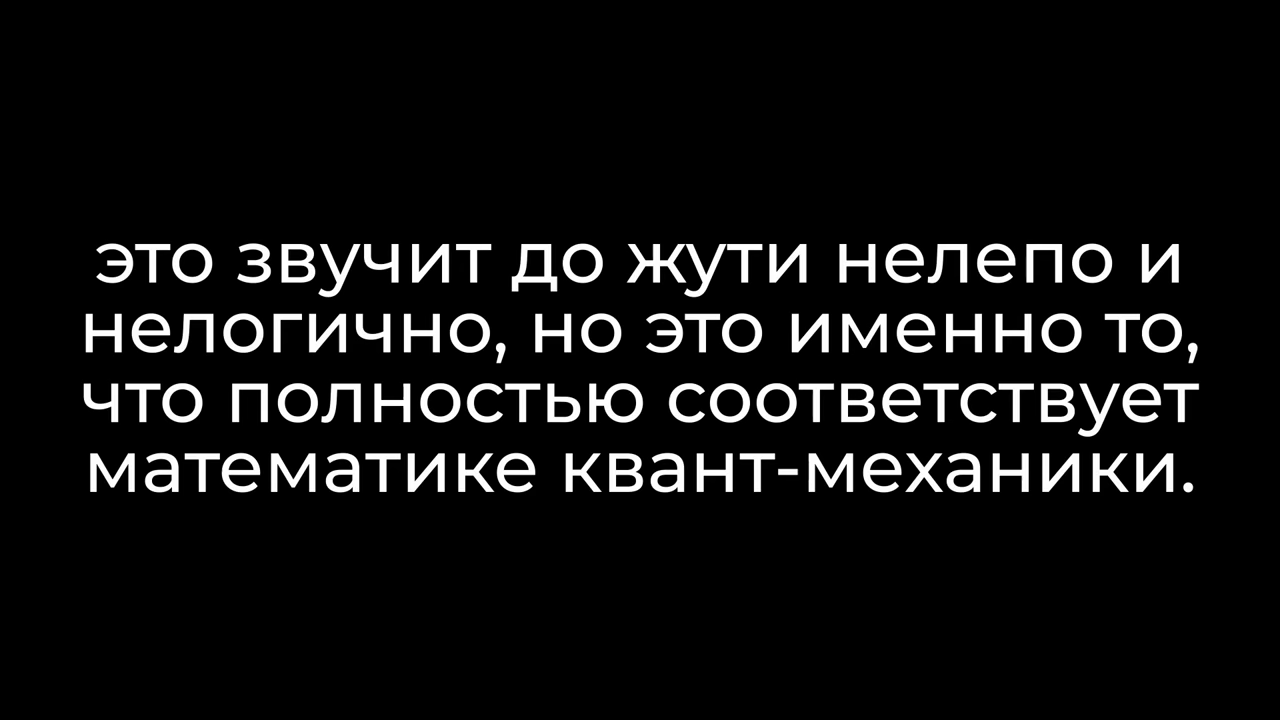 это звучит до жути нелепо и
нелогично, но это именно то,
что полностью соответствует
математике квант-механики.